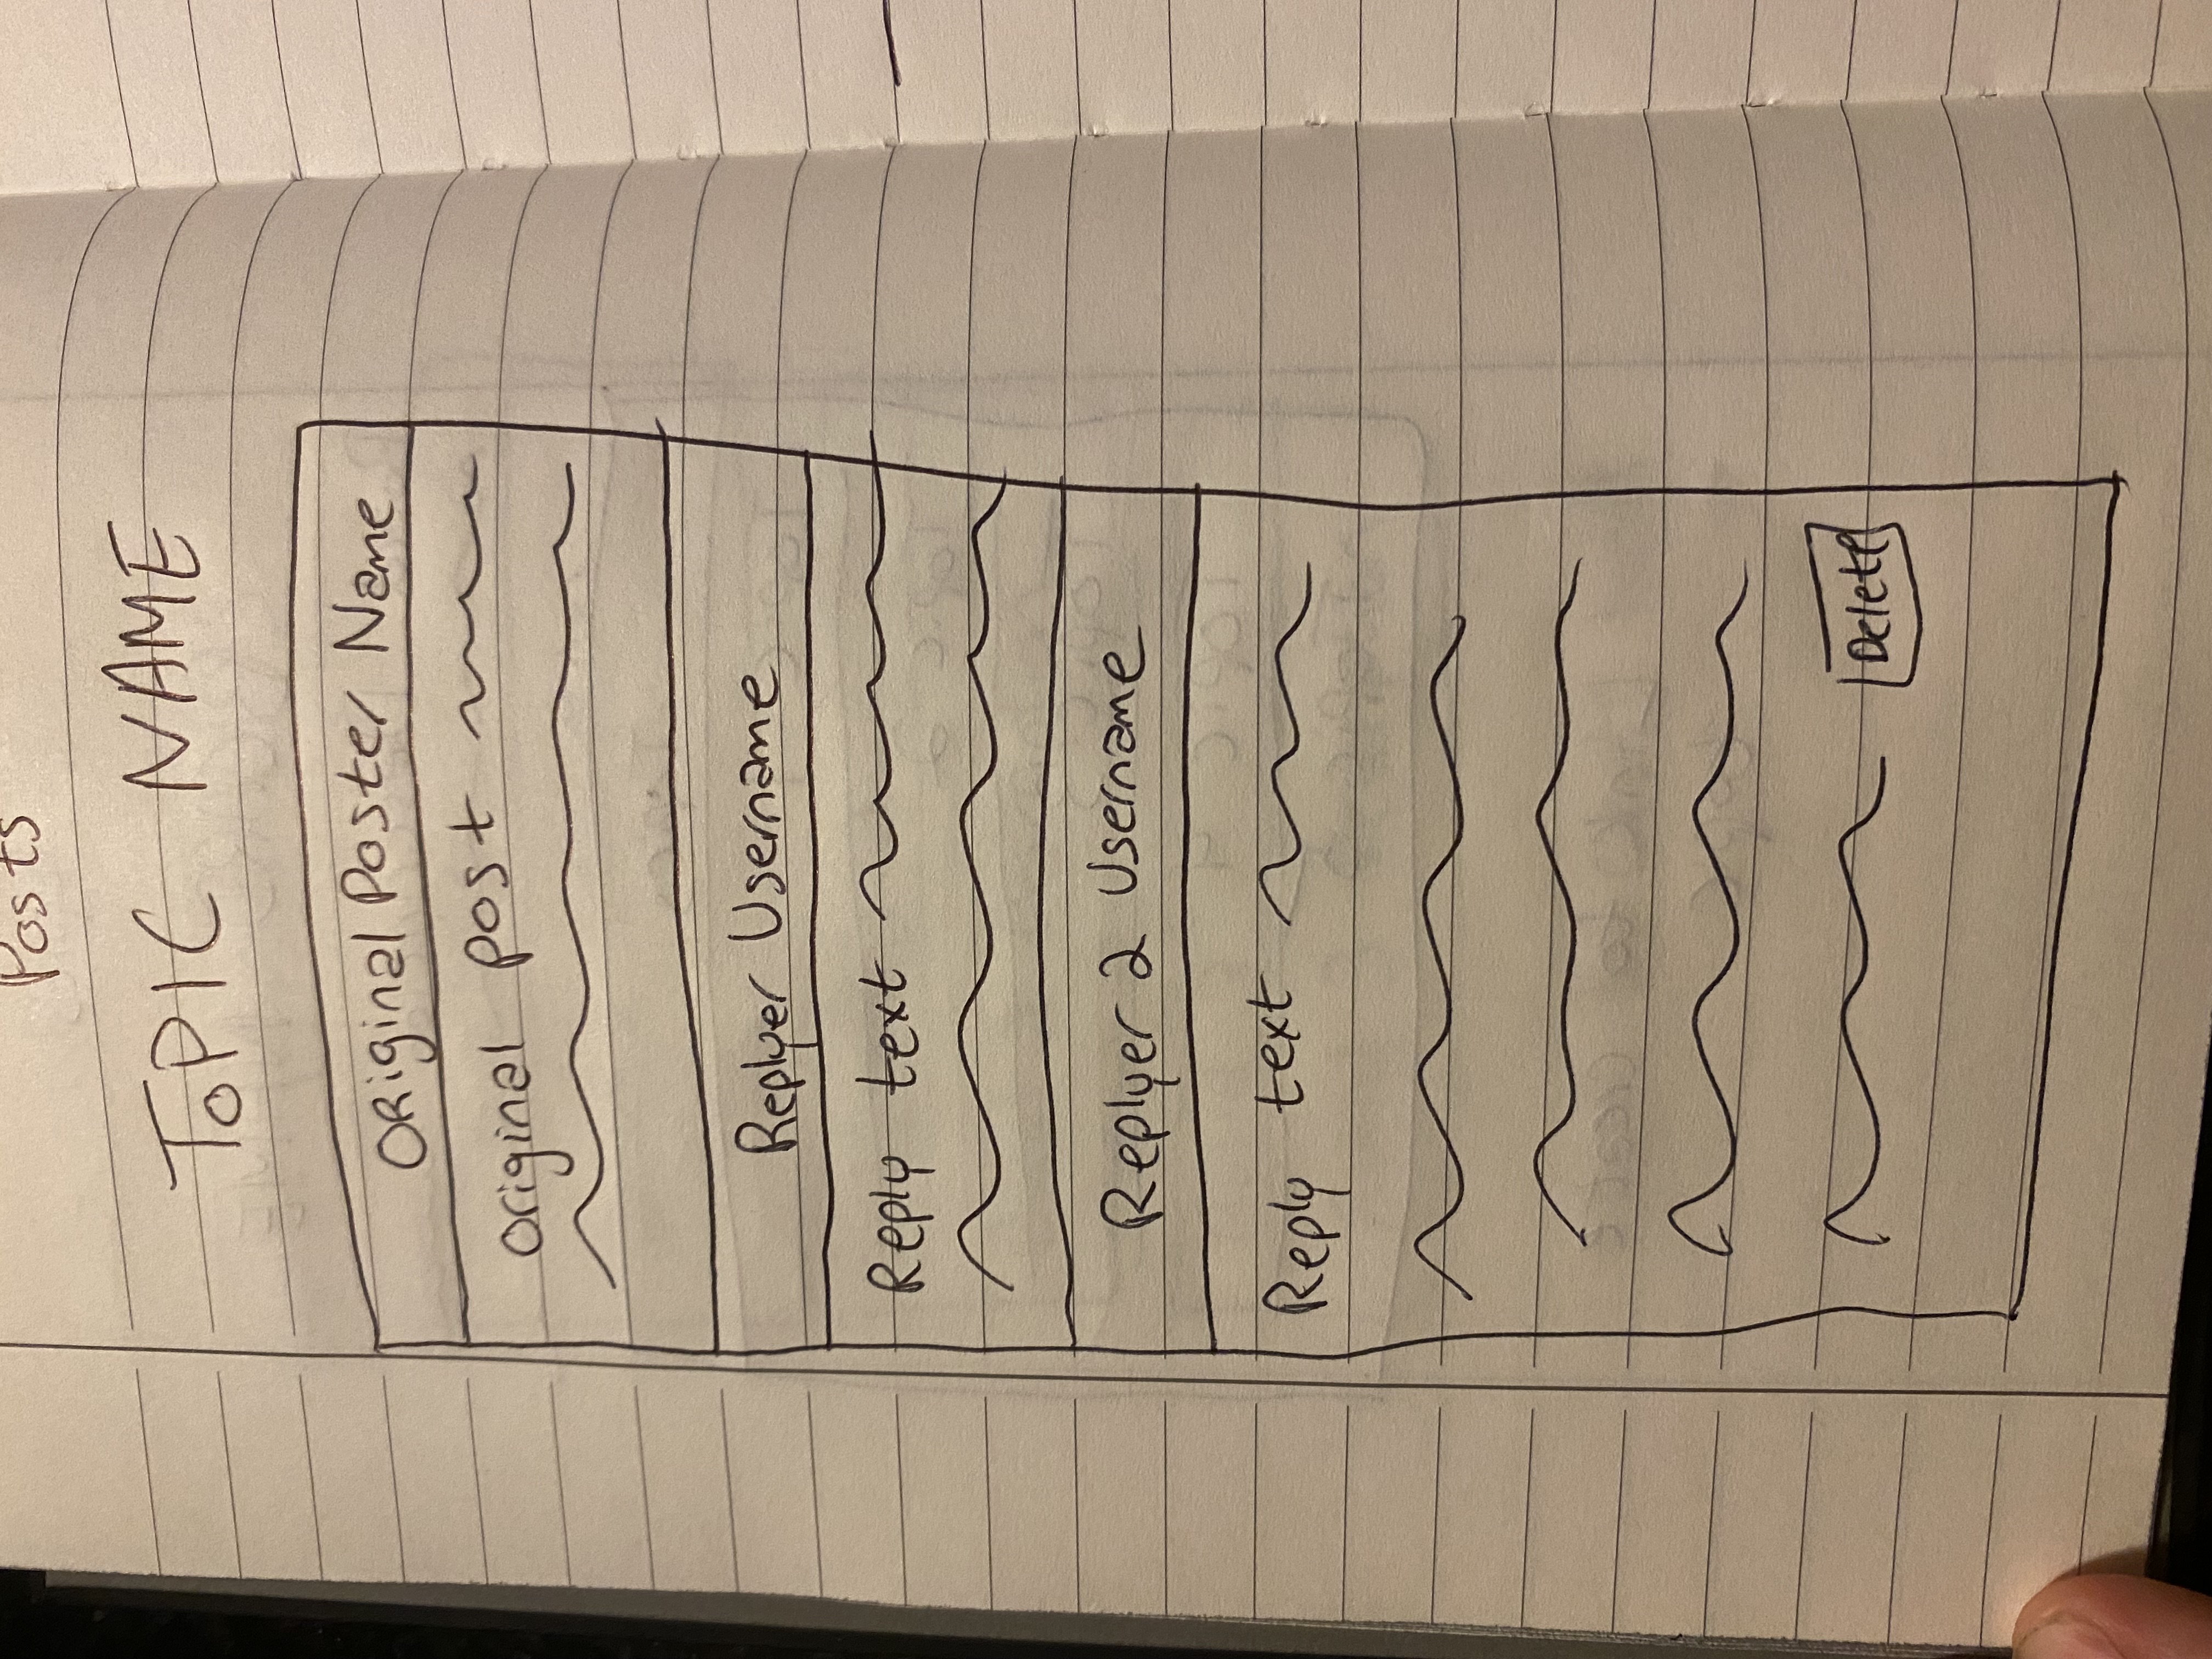 Posts
TOPIC NAME
Original Poster Name
Original post
Replyer Username
Reply text
Replyer 2 Username
Reply text
Delete